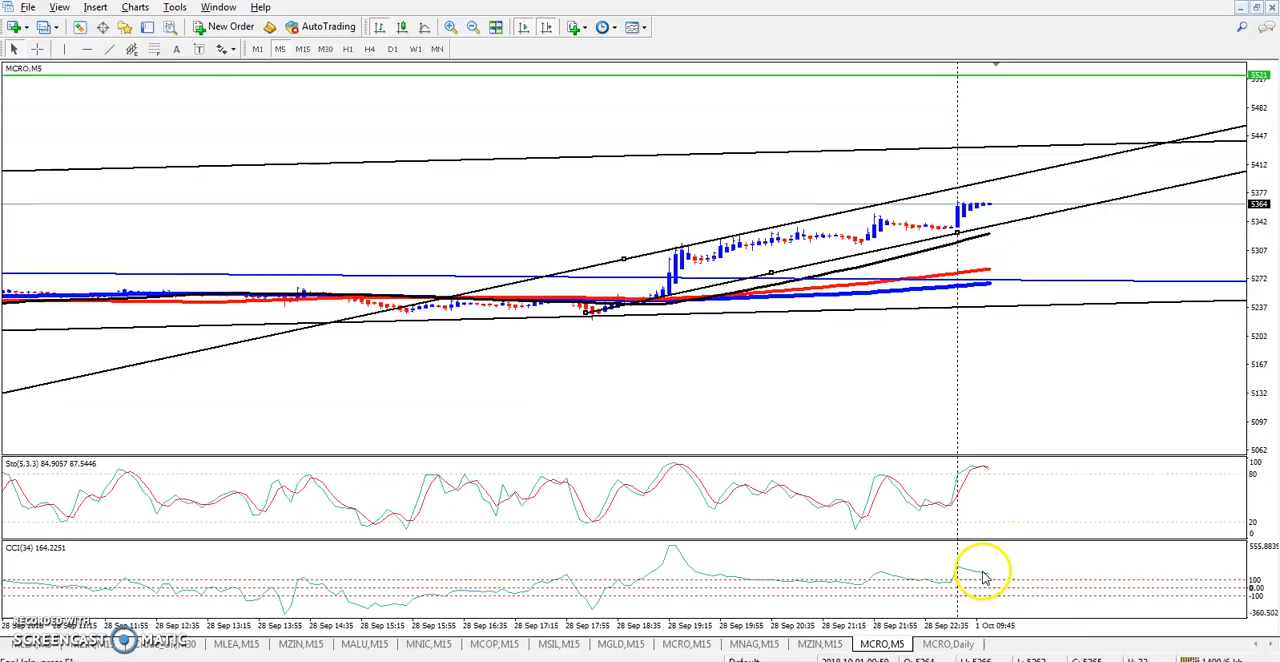 File View Insert Charts Tools Window Help
New Order AutoTrading
M1 M5 M15 M30 H1 H4 D1 W1 MN
MCRO,M5
5521
5482
5447
5412
5377
5364
5342
5307
5272
5237
5202
5167
5132
5097
5062
Sto(5,3,3) 84.9057 87.5446
100
80
20
0
CCI(34) 164.2251
555.8839
100
0.00
-100
-360.502
28 Sep 2018 28 Sep 11:55 28 Sep 12:35 28 Sep 13:15 28 Sep 13:55 28 Sep 14:35 28 Sep 15:15 28 Sep 15:55 28 Sep 16:35 28 Sep 17:15 28 Sep 17:55 28 Sep 18:35 28 Sep 19:15 28 Sep 19:55 28 Sep 20:35 28 Sep 21:15 28 Sep 21:55 28 Sep 22:35 1 Oct 09:45
RECORDED WITH
SCREENCAST MATIC
MLEA,M15 MZIN,M15 MALU,M15 MNIC,M15 MCOP,M15 MSIL,M15 MGLD,M15 MCRO,M15 MNAG,M15 MZIN,M15 MCRO,M5 MCRO,Daily